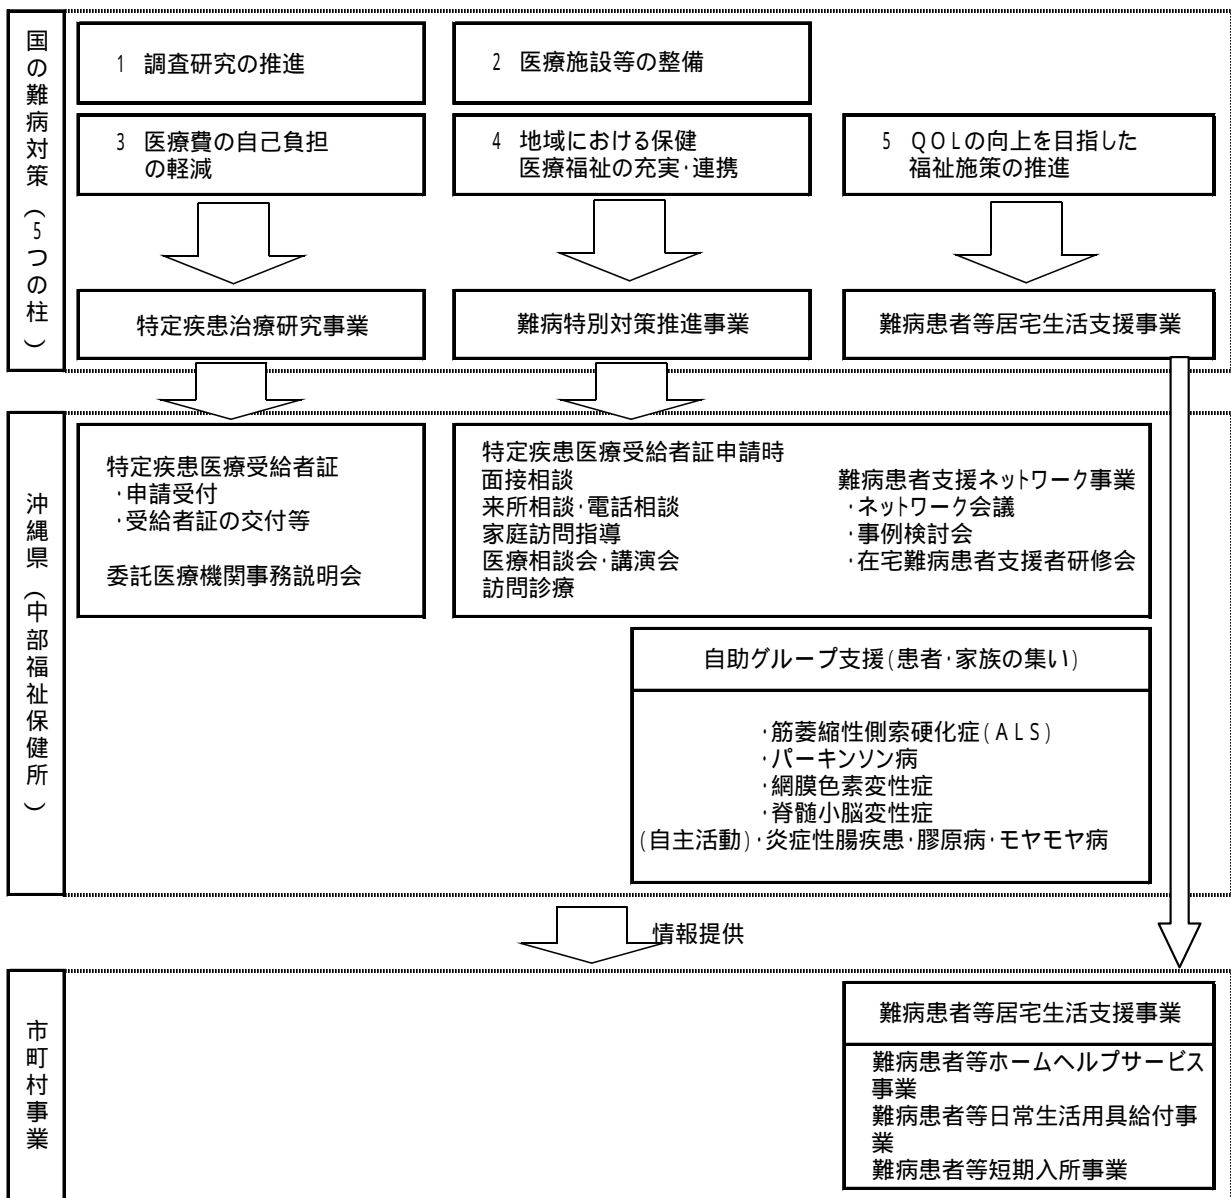 国の難病対策（5つの柱）
1 調査研究の推進
2 医療施設等の整備
3 医療費の自己負担
の軽減
4 地域における保健
医療福祉の充実・連携
5 ＱＯＬの向上を目指した
福祉施策の推進
特定疾患治療研究事業
難病特別対策推進事業
難病患者等居宅生活支援事業
沖縄県（中部福祉保健所）
特定疾患医療受給者証
・申請受付
・受給者証の交付等
委託医療機関事務説明会
特定疾患医療受給者証申請時
面接相談
来所相談・電話相談
家庭訪問指導
医療相談会・講演会
訪問診療
難病患者支援ネットワーク事業
・ネットワーク会議
・事例検討会
・在宅難病患者支援者研修会
自助グループ支援(患者・家族の集い)
・筋萎縮性側索硬化症(ＡＬＳ)
・パーキンソン病
・網膜色素変性症
・脊髄小脳変性症
(自主活動)・炎症性腸疾患・膠原病・モヤモヤ病
情報提供
市町村事業
難病患者等居宅生活支援事業
難病患者等ホームヘルプサービス
事業
難病患者等日常生活用具給付事
業
難病患者等短期入所事業